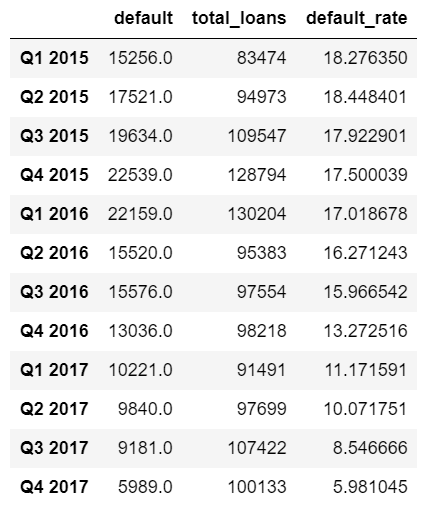 default total_loans default_rate
Q1 2015 15256.0 83474 18.276350
Q2 2015 17521.0 94973 18.448401
Q3 2015 19634.0 109547 17.922901
Q4 2015 22539.0 128794 17.500039
Q1 2016 22159.0 130204 17.018678
Q2 2016 15520.0 95383 16.271243
Q3 2016 15576.0 97554 15.966542
Q4 2016 13036.0 98218 13.272516
Q1 2017 10221.0 91491 11.171591
Q2 2017 9840.0 97699 10.071751
Q3 2017 9181.0 107422 8.546666
Q4 2017 5989.0 100133 5.981045